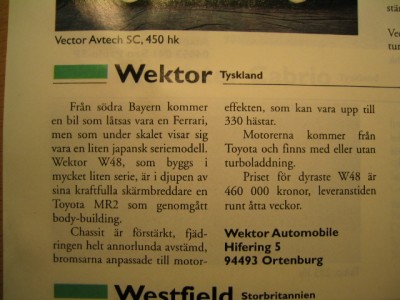 Vector Avtech SC, 450 hk
Wektor Tyskland
Från södra Bayern kommer
en bil som låtsas vara en Ferrari,
men som under skalet visar sig
vara en liten japansk seriemodell.
Wektor W48, som byggs i
mycket liten serie, är i djupen av
sina kraftfulla skärmbreddare en
Toyota MR2 som genomgått
body-building.
Chassit är förstärkt, fjäd-
ringen helt annorlunda avstämd,
bromsarna anpassade till motor-
effekten, som kan vara upp till
330 hästar.
Motorerna kommer från
Toyota och finns med eller utan
turboladdning.
Priset för dyraste W48 är
460 000 kronor, leveranstiden
runt åtta veckor.
Wektor Automobile
Hifering 5
94493 Ortenburg
Westfield Storbritannien